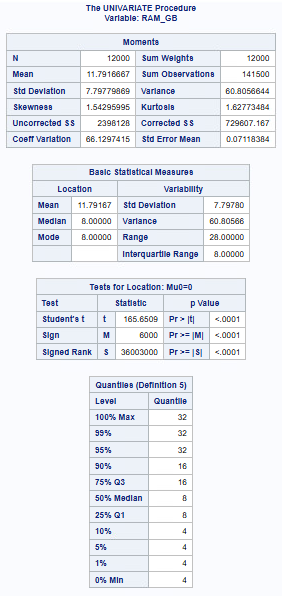 The UNIVARIATE Procedure
Variable: RAM_GB
Moments
N 12000 Sum Weights 12000
Mean 11.7916667 Sum Observations 141500
Std Deviation 7.79779869 Variance 60.8056644
Skewness 1.54295995 Kurtosis 1.62773484
Uncorrected SS 2398128 Corrected SS 729607.167
Coeff Variation 66.1297415 Std Error Mean 0.07118384
Basic Statistical Measures
Location Variability
Mean 11.79167 Std Deviation 7.79780
Median 8.00000 Variance 60.80566
Mode 8.00000 Range 28.00000
Interquartile Range 8.00000
Tests for Location: Mu0=0
Test Statistic p Value
Student's t t 165.6509 Pr > |t| <.0001
Sign M 6000 Pr >= |M| <.0001
Signed Rank S 36003000 Pr >= |S| <.0001
Quantiles (Definition 5)
Level Quantile
100% Max 32
99% 32
95% 32
90% 16
75% Q3 16
50% Median 8
25% Q1 8
10% 4
5% 4
1% 4
0% Min 4